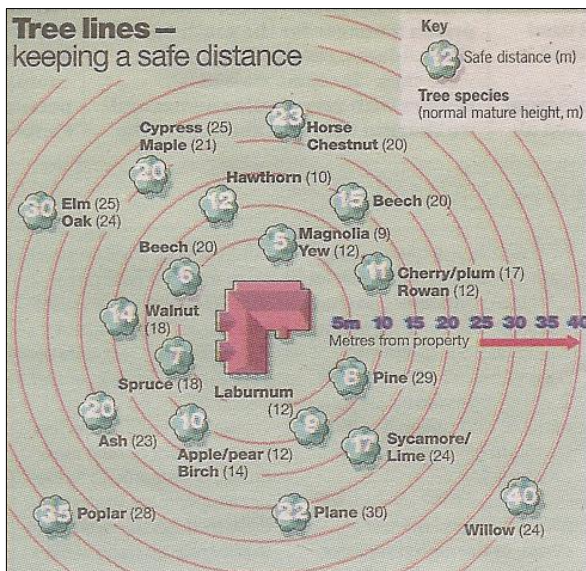 Tree lines –
keeping a safe distance
Key
12 Safe distance (m)
Tree species
(normal mature height, m)
23 Horse
Chestnut (20)
Cypress (25)
Maple (21)
20
Hawthorn (10)
12
15 Beech (20)
30 Elm (25)
Oak (24)
5 Magnolia (9)
Yew (12)
Beech (20)
6
11 Cherry/plum (17)
Rowan (12)
14 Walnut
(18)
5m 10 15 20 25 30 35 40
Metres from property
7
Spruce (18)
Laburnum
(12)
9
8 Pine (29)
20
Ash (23)
10
Apple/pear (12)
Birch (14)
17 Sycamore/
Lime (24)
35 Poplar (28)
22 Plane (30)
40
Willow (24)